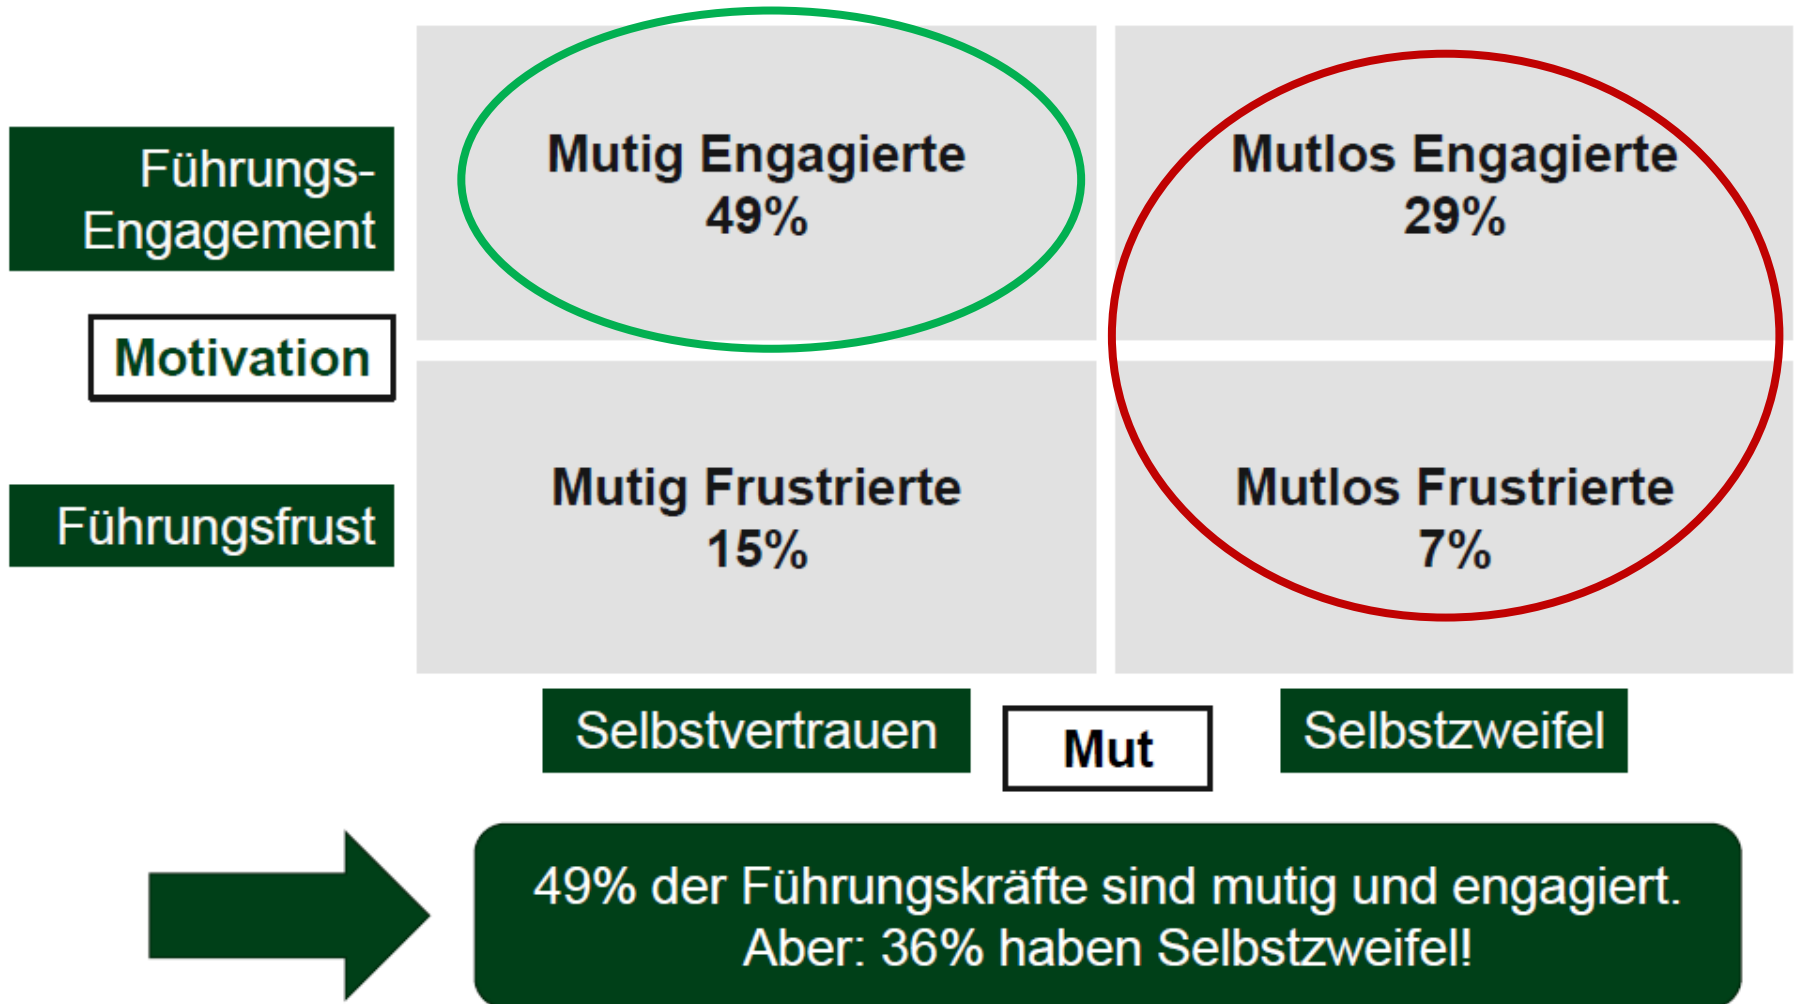 Mutig Engagierte
49%
Mutlos Engagierte
29%
Führungs-
Engagement
Motivation
Mutig Frustrierte
15%
Mutlos Frustrierte
7%
Führungsfrust
Selbstvertrauen
Mut
Selbstzweifel
49% der Führungskräfte sind mutig und engagiert.
Aber: 36% haben Selbstzweifel!